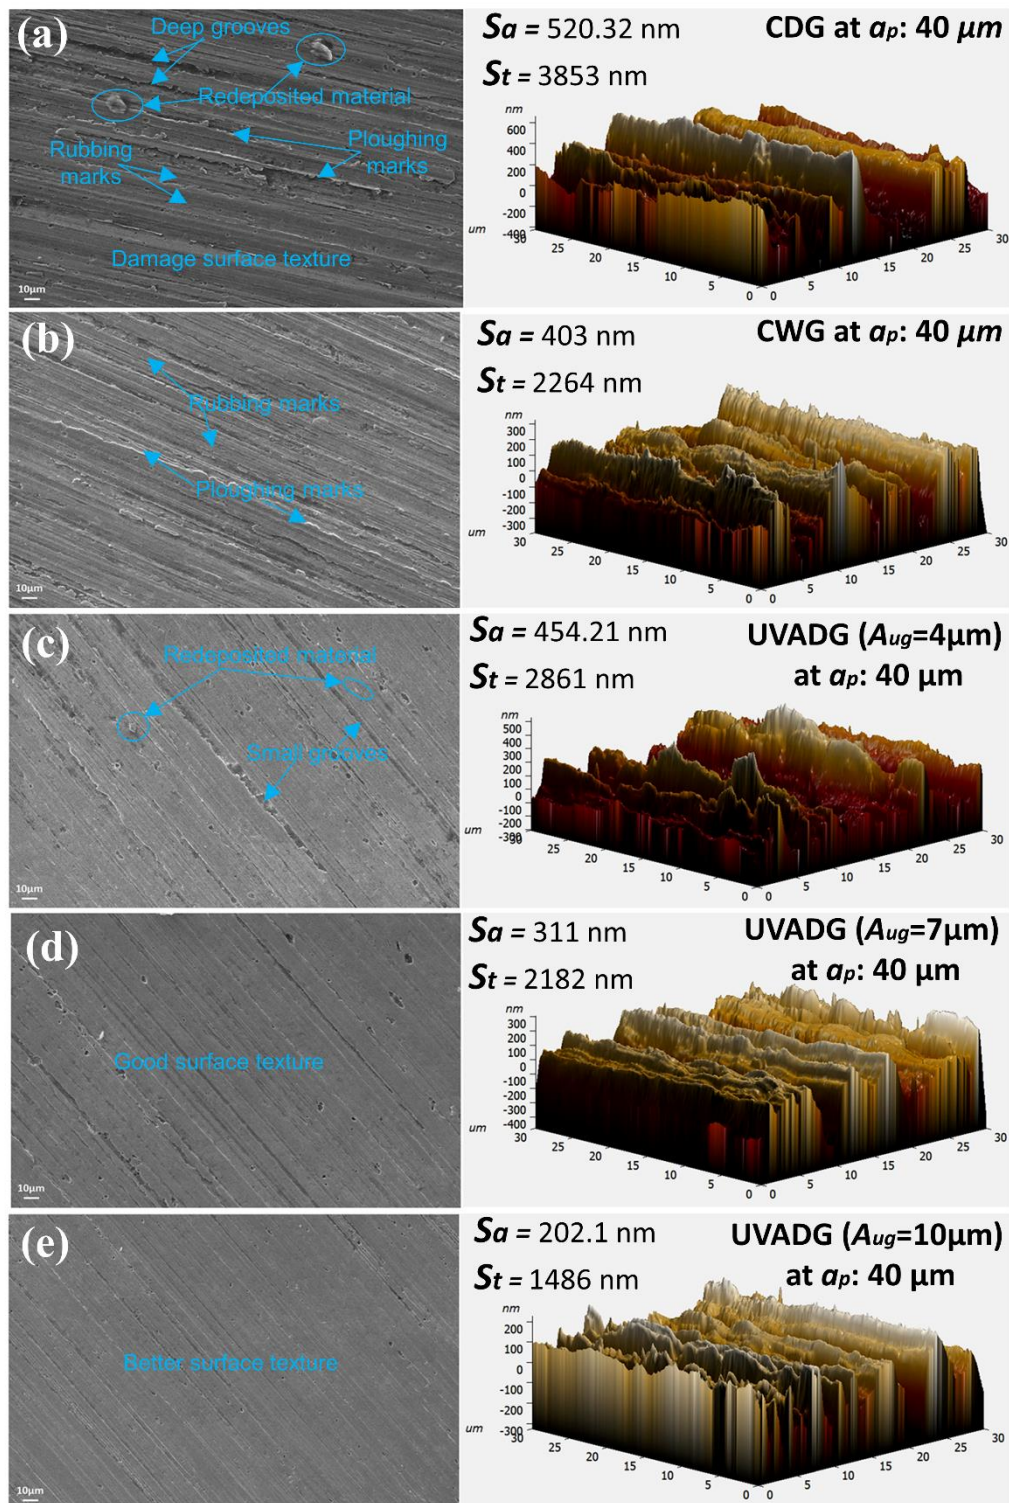 (a)
Deep grooves
Redeposited material
Rubbing
marks
Ploughing
marks
Damage surface texture
10µm
Sa = 520.32 nm
CDG at ap: 40 µm
St = 3853 nm
nm
600
400
200
0
-200
-400
um
30
25
20
15
10
5
0
0
5
10
15
20
25
30
(b)
Rubbing marks
Ploughing marks
10µm
Sa = 403 nm
CWG at ap: 40 µm
St = 2264 nm
nm
300
200
100
0
-100
-200
-300
um
30
25
20
15
10
5
0
0
5
10
15
20
25
30
(c)
Redeposited material
Small grooves
10µm
Sa = 454.21 nm
UVADG (Aug=4µm)
at ap: 40 µm
St = 2861 nm
nm
500
400
300
200
100
0
-100
-200
-300
um
30
25
20
15
10
5
0
0
5
10
15
20
25
30
(d)
Good surface texture
10µm
Sa = 311 nm
UVADG (Aug=7µm)
at ap: 40 µm
St = 2182 nm
nm
300
200
100
0
-100
-200
-300
-400
um
30
25
20
15
10
5
0
0
5
10
15
20
25
30
(e)
Better surface texture
10µm
Sa = 202.1 nm
UVADG (Aug=10µm)
at ap: 40 µm
St = 1486 nm
nm
200
100
0
-100
-200
-300
um
30
25
20
15
10
5
0
0
5
10
15
20
25
30